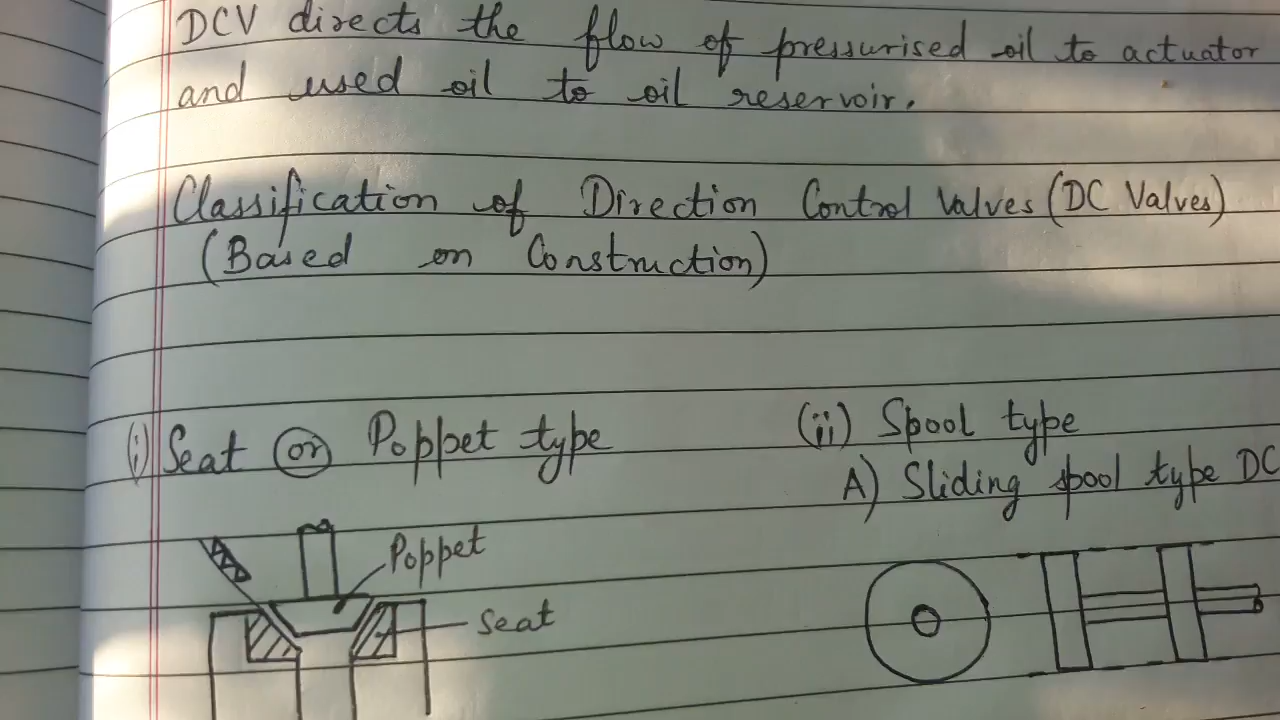 DCV directs the flow of pressurised oil to actuator
and used oil to oil reservoir.
Classification of Direction Control Valves (DC Valves)
(Based on Construction)
(i) Seat or Poppet type
(ii) Spool type
A) Sliding spool type DC
Poppet
Seat